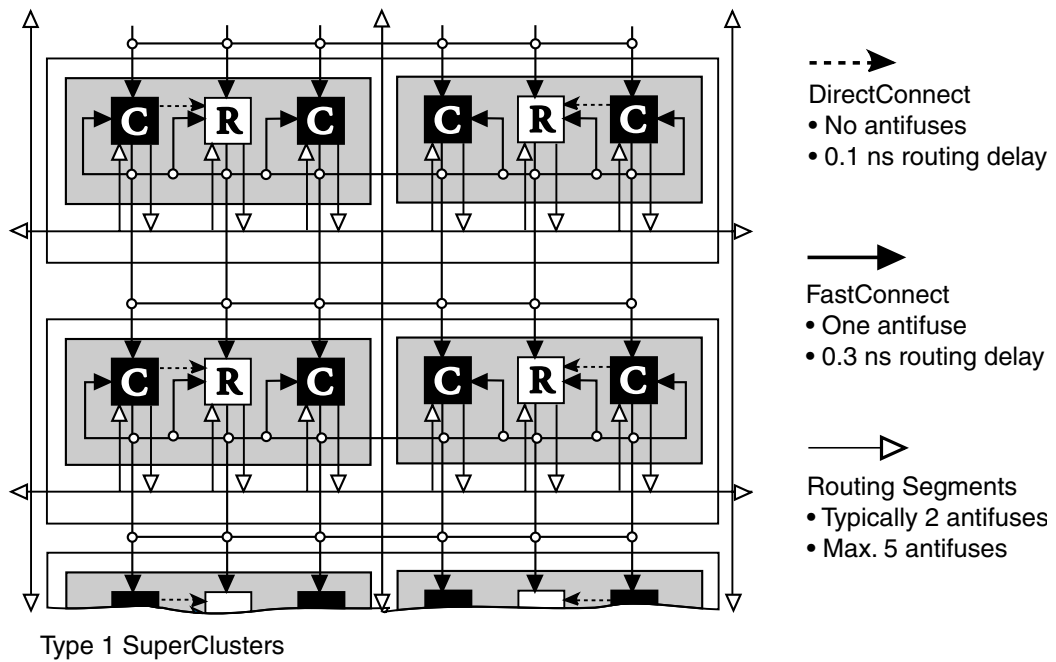 C R C C R C
DirectConnect
• No antifuses
• 0.1 ns routing delay
FastConnect
• One antifuse
• 0.3 ns routing delay
C R C C R C
Routing Segments
• Typically 2 antifuses
• Max. 5 antifuses
Type 1 SuperClusters